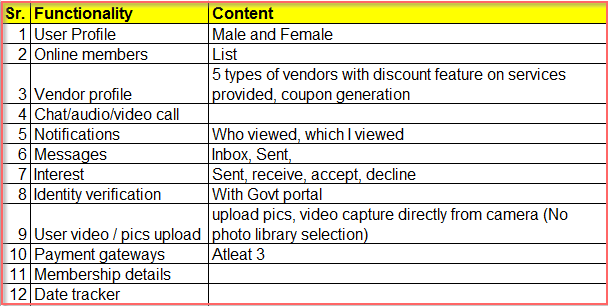 Sr. Functionality Content
1 User Profile Male and Female
2 Online members List
5 types of vendors with discount feature on services
3 Vendor profile provided, coupon generation
4 Chat/audio/video call
5 Notifications Who viewed, which I viewed
6 Messages Inbox, Sent,
7 Interest Sent, receive, accept, decline
8 Identity verification With Govt portal
upload pics, video capture directly from camera (No
9 User video / pics upload photo library selection)
10 Payment gateways Atleat 3
11 Membership details
12 Date tracker